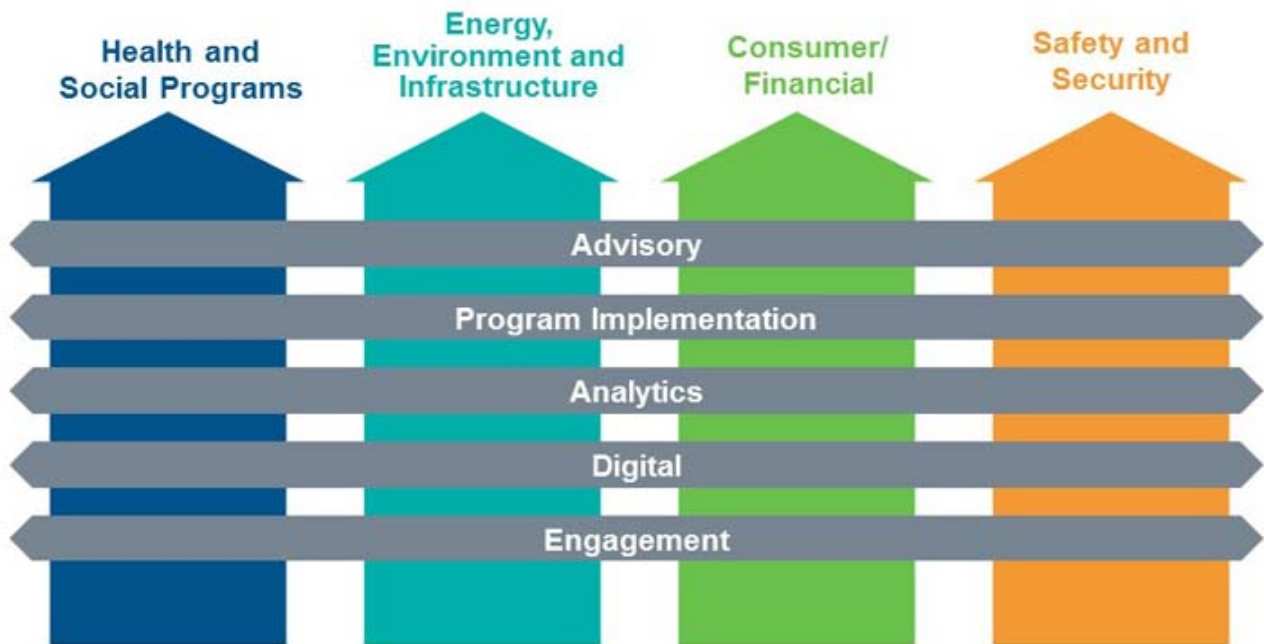 Health and
Social Programs
Energy,
Environment and
Infrastructure
Consumer/
Financial
Safety and
Security
Advisory
Program Implementation
Analytics
Digital
Engagement